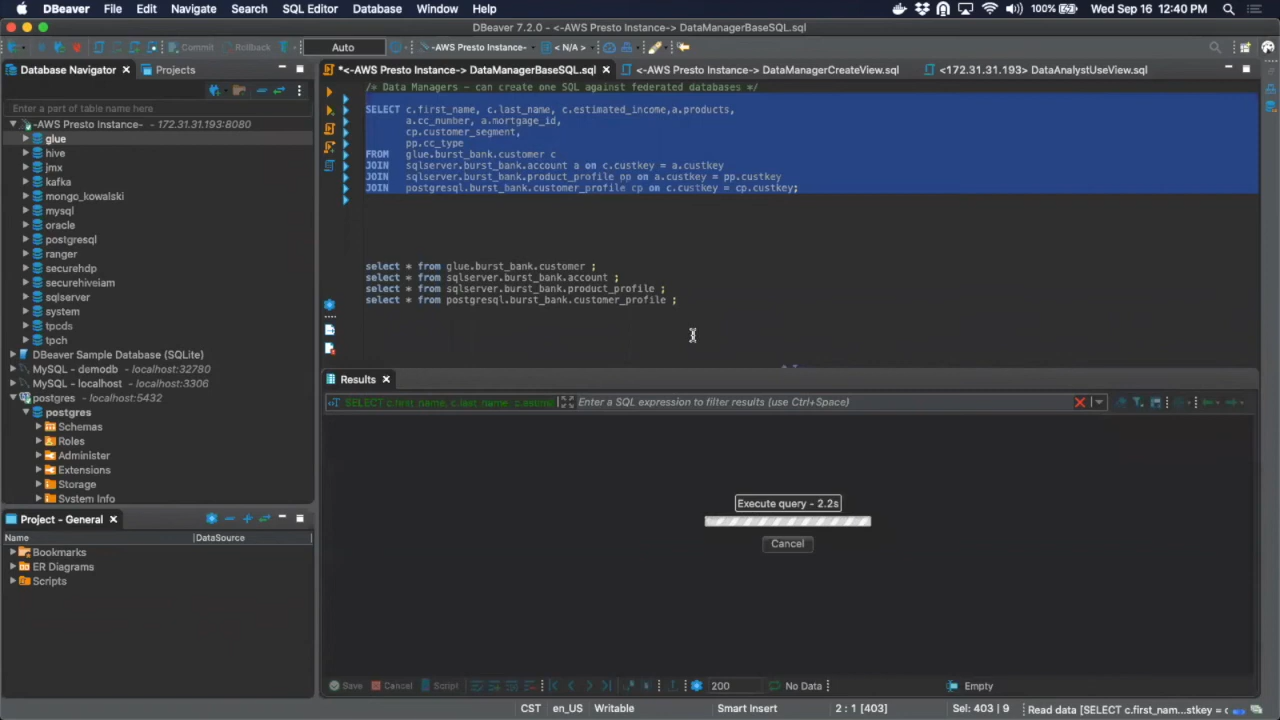 DBeaver File Edit Navigate Search SQL Editor Database Window Help 100% Wed Sep 16 12:40 PM
DBeaver 7.2.0 - <-AWS Presto Instance-> DataManagerBaseSQL.sql
Commit Rollback Auto -AWS Presto Instance- < N/A >
Database Navigator Projects
*<-AWS Presto Instance-> DataManagerBaseSQL.sql <-AWS Presto Instance-> DataManagerCreateView.sql <172.31.31.193> DataAnalystUseView.sql
Enter a part of table name here
-AWS Presto Instance- - 172.31.31.193:8080
glue
hive
jmx
kafka
mongo_kowalski
mysql
oracle
postgresql
ranger
securehdp
securehiveiam
sqlserver
system
tpcds
tpch
DBeaver Sample Database (SQLite)
MySQL - demodb - localhost:32780
MySQL - localhost - localhost:3306
postgres - localhost:5432
postgres
Schemas
Roles
Administer
Extensions
Storage
System Info
/* Data Managers - can create one SQL against federated databases */
SELECT c.first_name, c.last_name, c.estimated_income,a.products,
a.cc_number, a.mortgage_id,
cp.customer_segment,
pp.cc_type
FROM glue.burst_bank.customer c
JOIN sqlserver.burst_bank.account a on c.custkey = a.custkey
JOIN sqlserver.burst_bank.product_profile pp on a.custkey = pp.custkey
JOIN postgresql.burst_bank.customer_profile cp on c.custkey = cp.custkey;
select * from glue.burst_bank.customer ;
select * from sqlserver.burst_bank.account ;
select * from sqlserver.burst_bank.product_profile ;
select * from postgresql.burst_bank.customer_profile ;
Results
SELECT c.first_name, c.last_name, c.estima Enter a SQL expression to filter results (use Ctrl+Space)
Execute query - 2.2s
Cancel
Project - General
Name DataSource
Bookmarks
ER Diagrams
Scripts
Save Cancel Script 200 No Data Empty
CST en_US Writable Smart Insert 2 : 1 [403] Sel: 403 | 9 Read data [SELECT c.first_nam...stkey = c